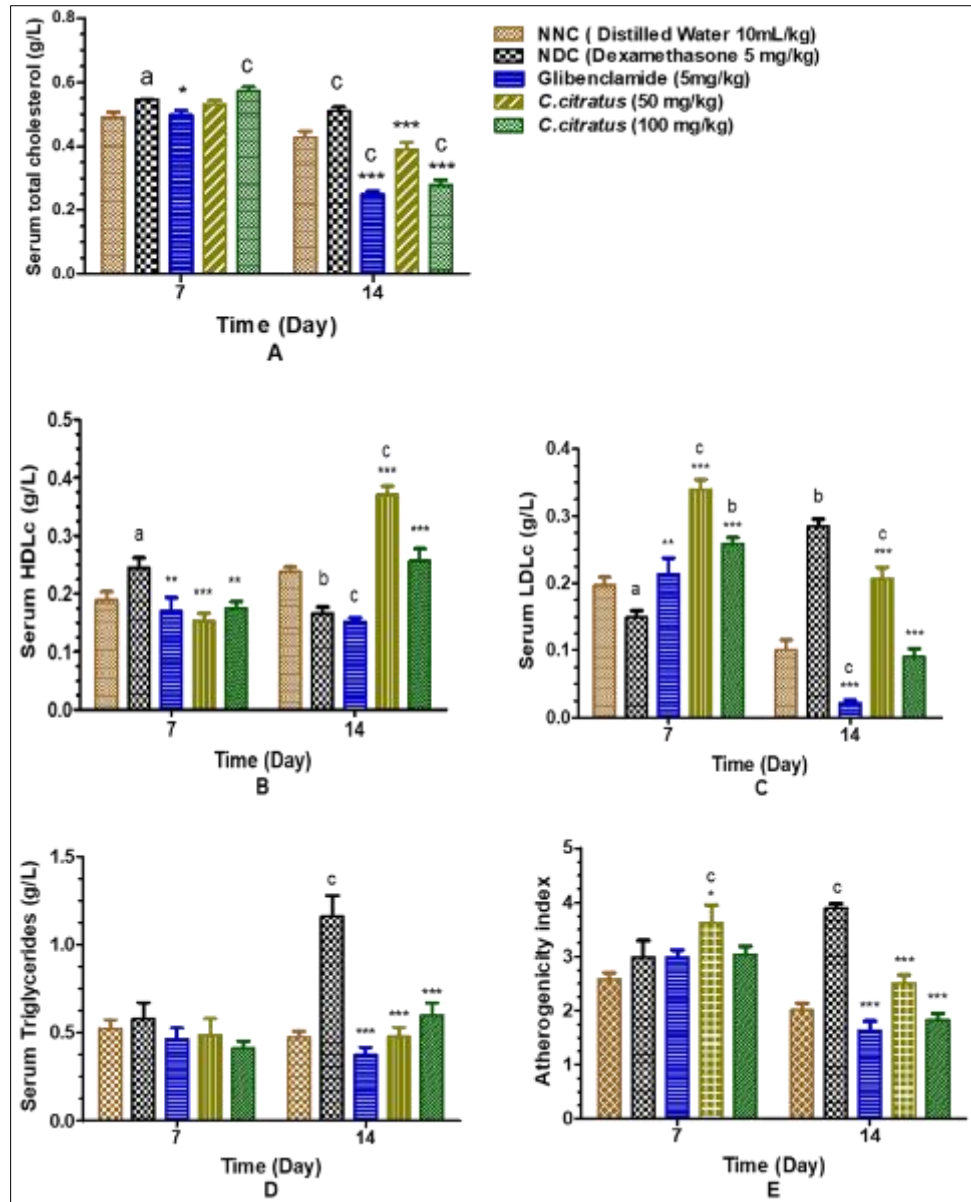 Serum total cholesterol (g/L)
0.8
0.6
0.4
0.2
0.0
a
*
c
c
c
***
***
c
***
7
14
Time (Day)
A
NNC ( Distilled Water 10mL/kg)
NDC (Dexamethasone 5 mg/kg)
Glibenclamide (5mg/kg)
C.citratus (50 mg/kg)
C.citratus (100 mg/kg)
Serum HDLc (g/L)
0.5
0.4
0.3
0.2
0.1
0.0
a
**
***
**
b
c
c
***
***
7
14
Time (Day)
B
Serum LDLc (g/L)
0.4
0.3
0.2
0.1
0.0
a
**
c
***
b
***
b
c
***
c
***
***
7
14
Time (Day)
C
Serum Triglycerides (g/L)
1.5
1.0
0.5
0.0
c
***
***
***
7
14
Time (Day)
D
Atherrogenicity index
5
4
3
2
1
0
c
*
c
***
***
***
7
14
Time (Day)
E